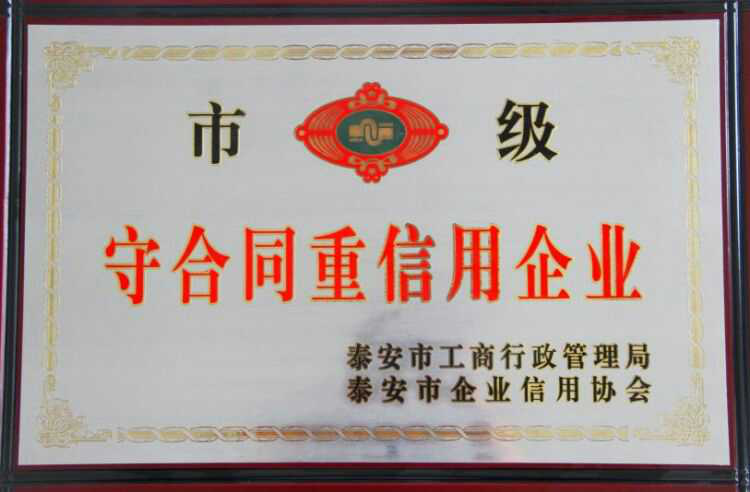 市 级
守合同重信用企业
泰安市工商行政管理局
泰安市企业信用协会